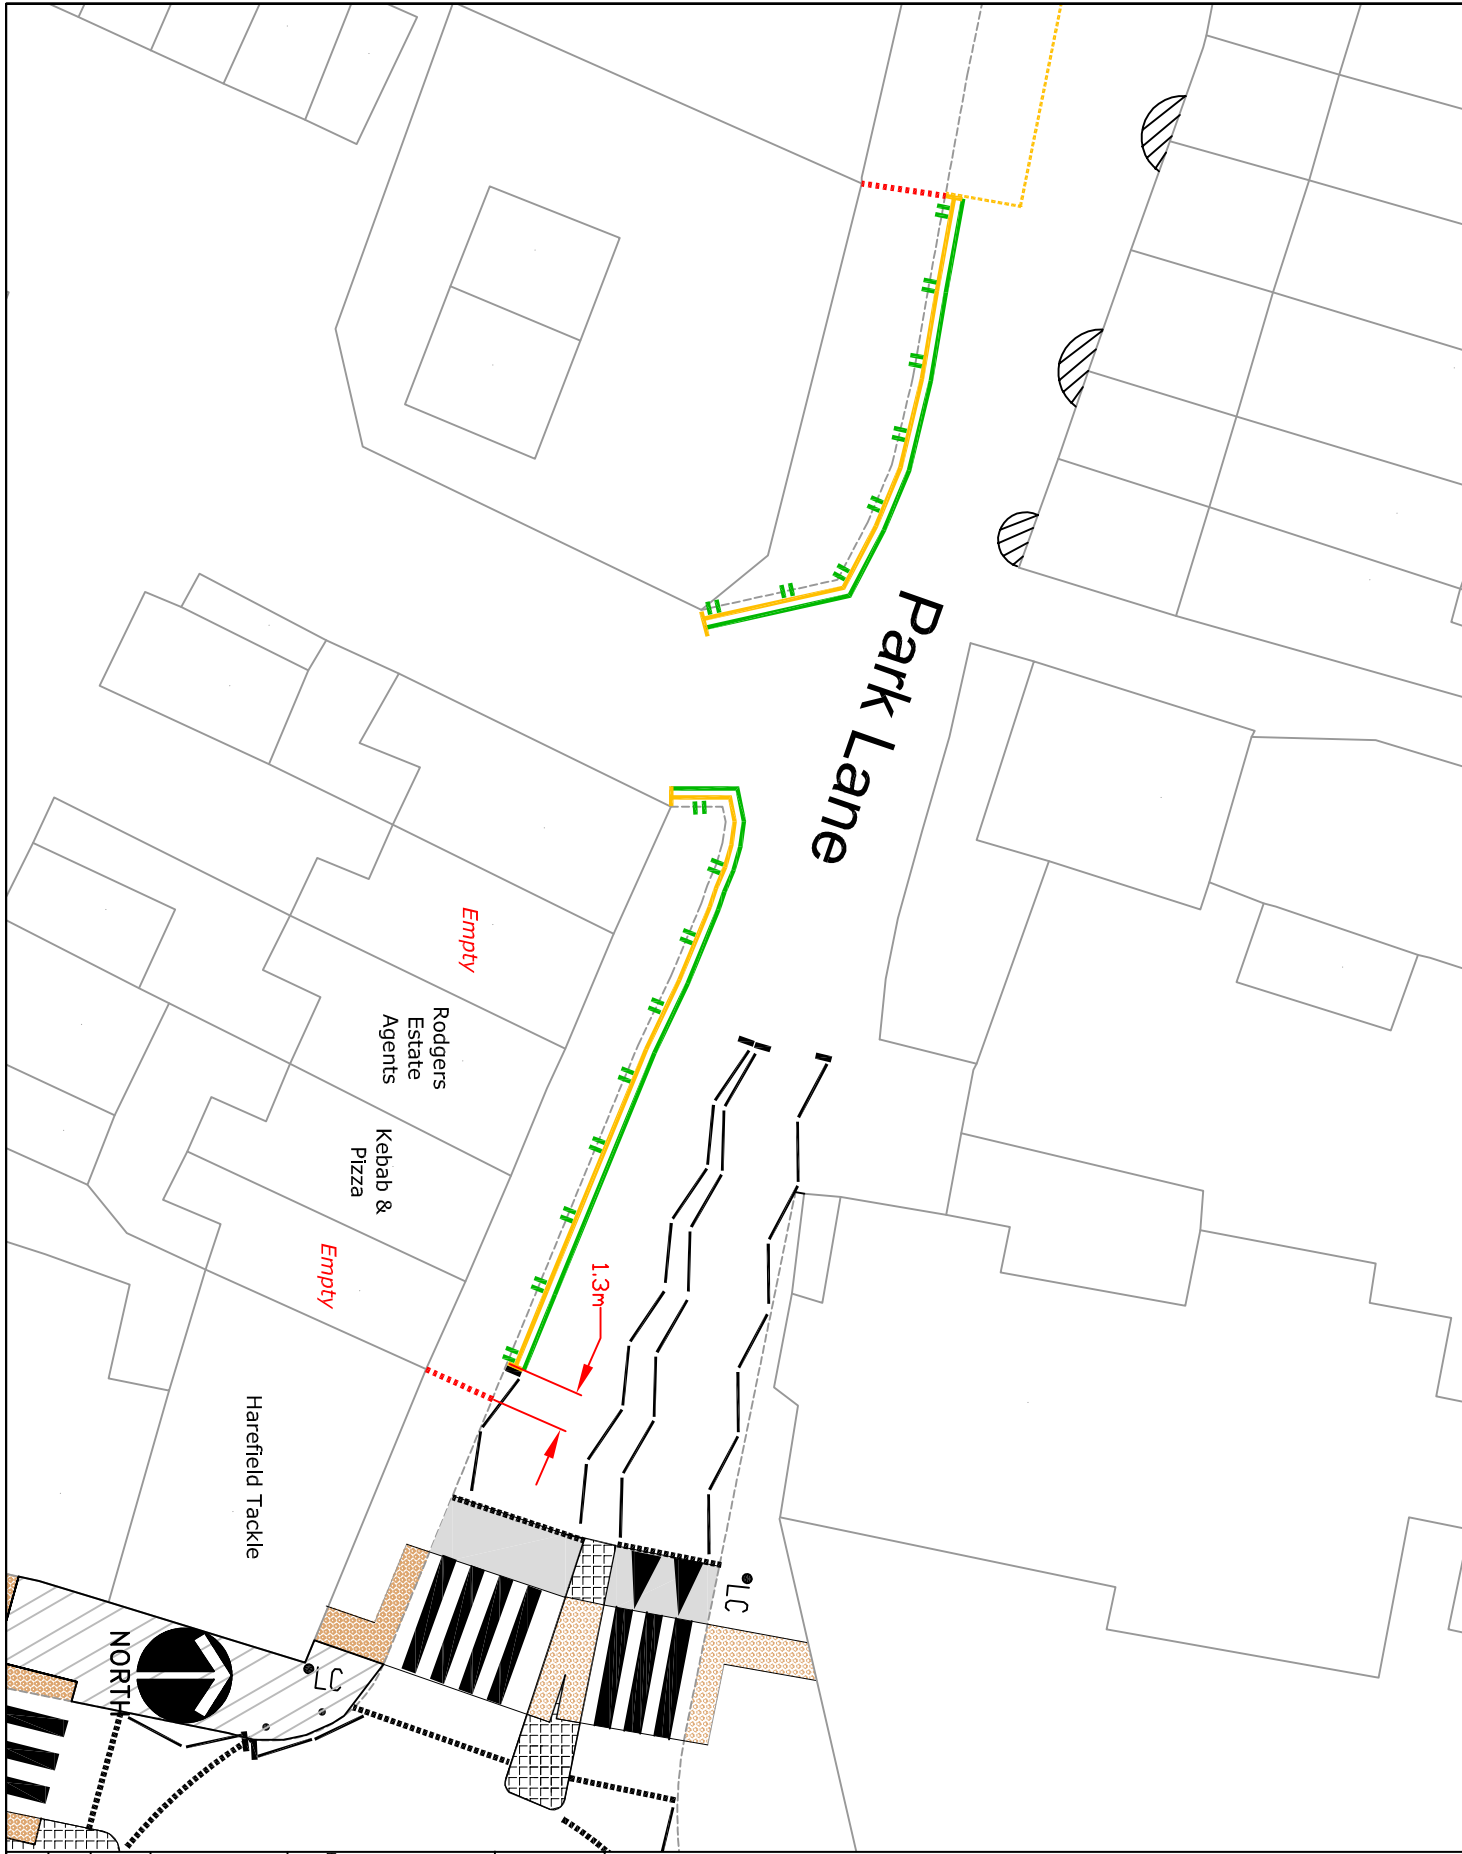 Park Lane
Empty
Rodgers
Estate
Agents
Kebab &
Pizza
Empty
1.3m
Harefield Tackle
LC
LC
NORTH